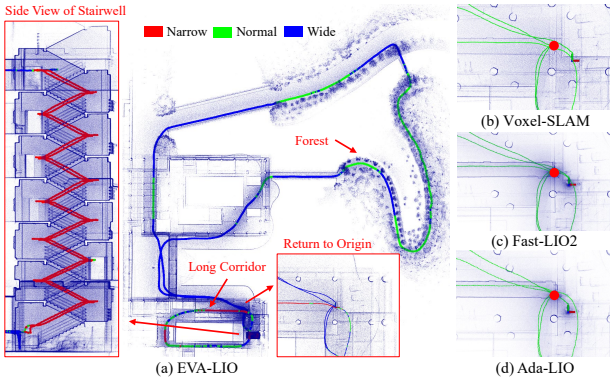 Side View of Stairwell
Narrow
Normal
Wide
Forest
Return to Origin
Long Corridor
(a) EVA-LIO
(b) Voxel-SLAM
(c) Fast-LIO2
(d) Ada-LIO